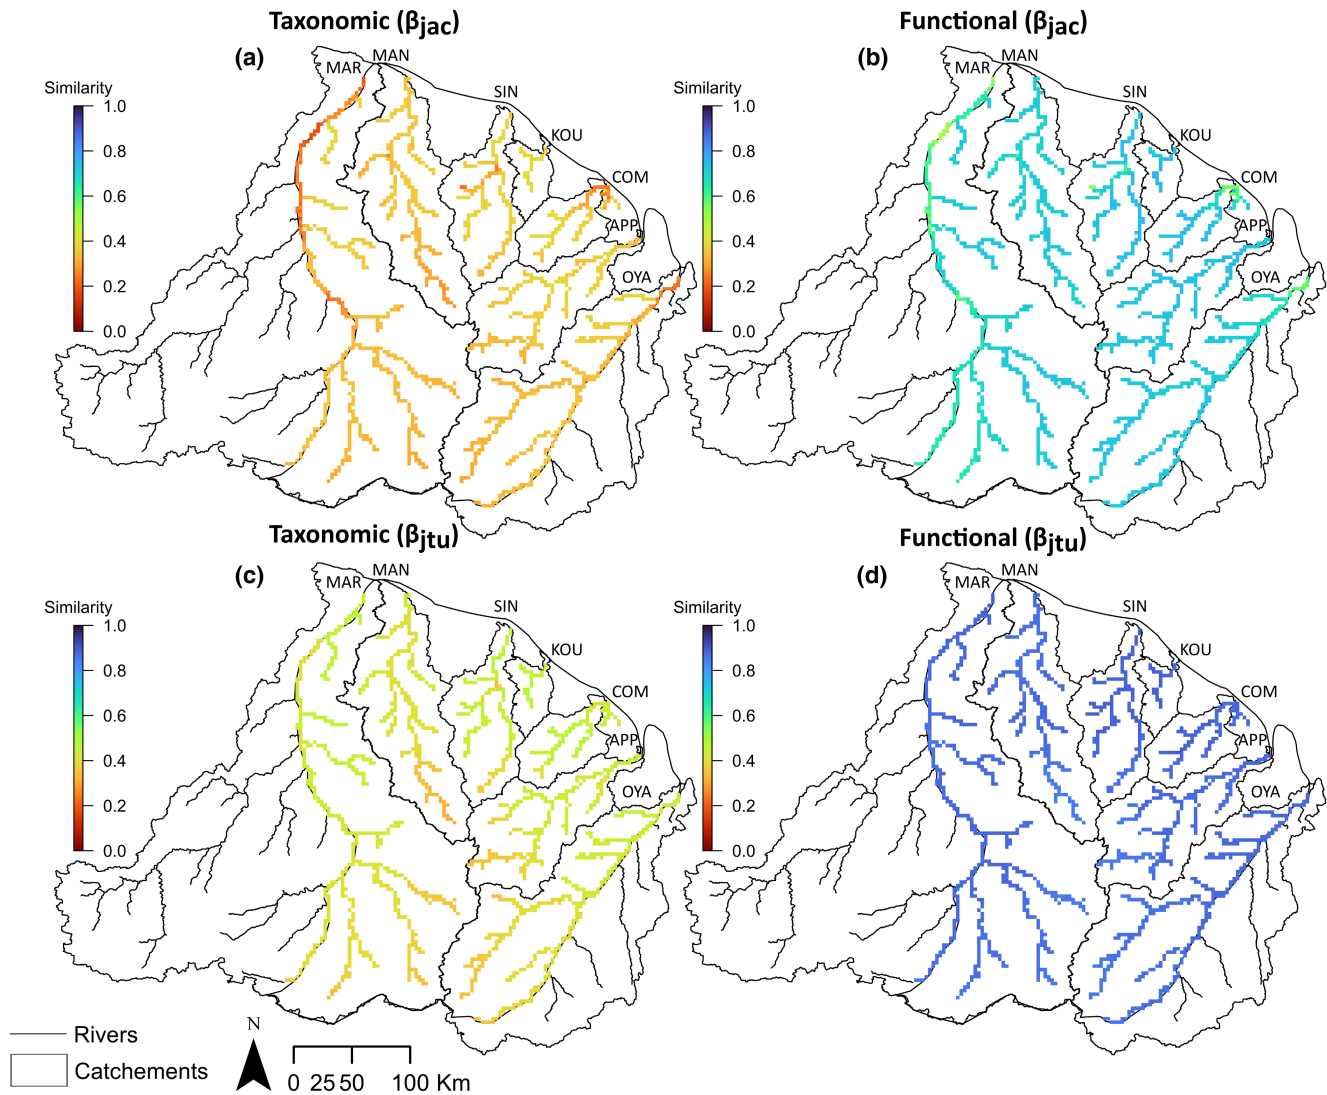 Taxonomic (βjac)
Functional (βjac)
(a)
(b)
Similarity
1.0
0.8
0.6
0.4
0.2
0.0
MAR
MAN
SIN
KOU
COM
APP
OYA
Similarity
1.0
0.8
0.6
0.4
0.2
0.0
MAR
MAN
SIN
KOU
COM
APP
OYA
Taxonomic (βjtu)
Functional (βjtu)
(c)
(d)
Similarity
1.0
0.8
0.6
0.4
0.2
0.0
MAR
MAN
SIN
KOU
COM
APP
OYA
Similarity
1.0
0.8
0.6
0.4
0.2
0.0
MAR
MAN
SIN
KOU
COM
APP
OYA
Rivers
Catchements
N
0 25 50 100 Km